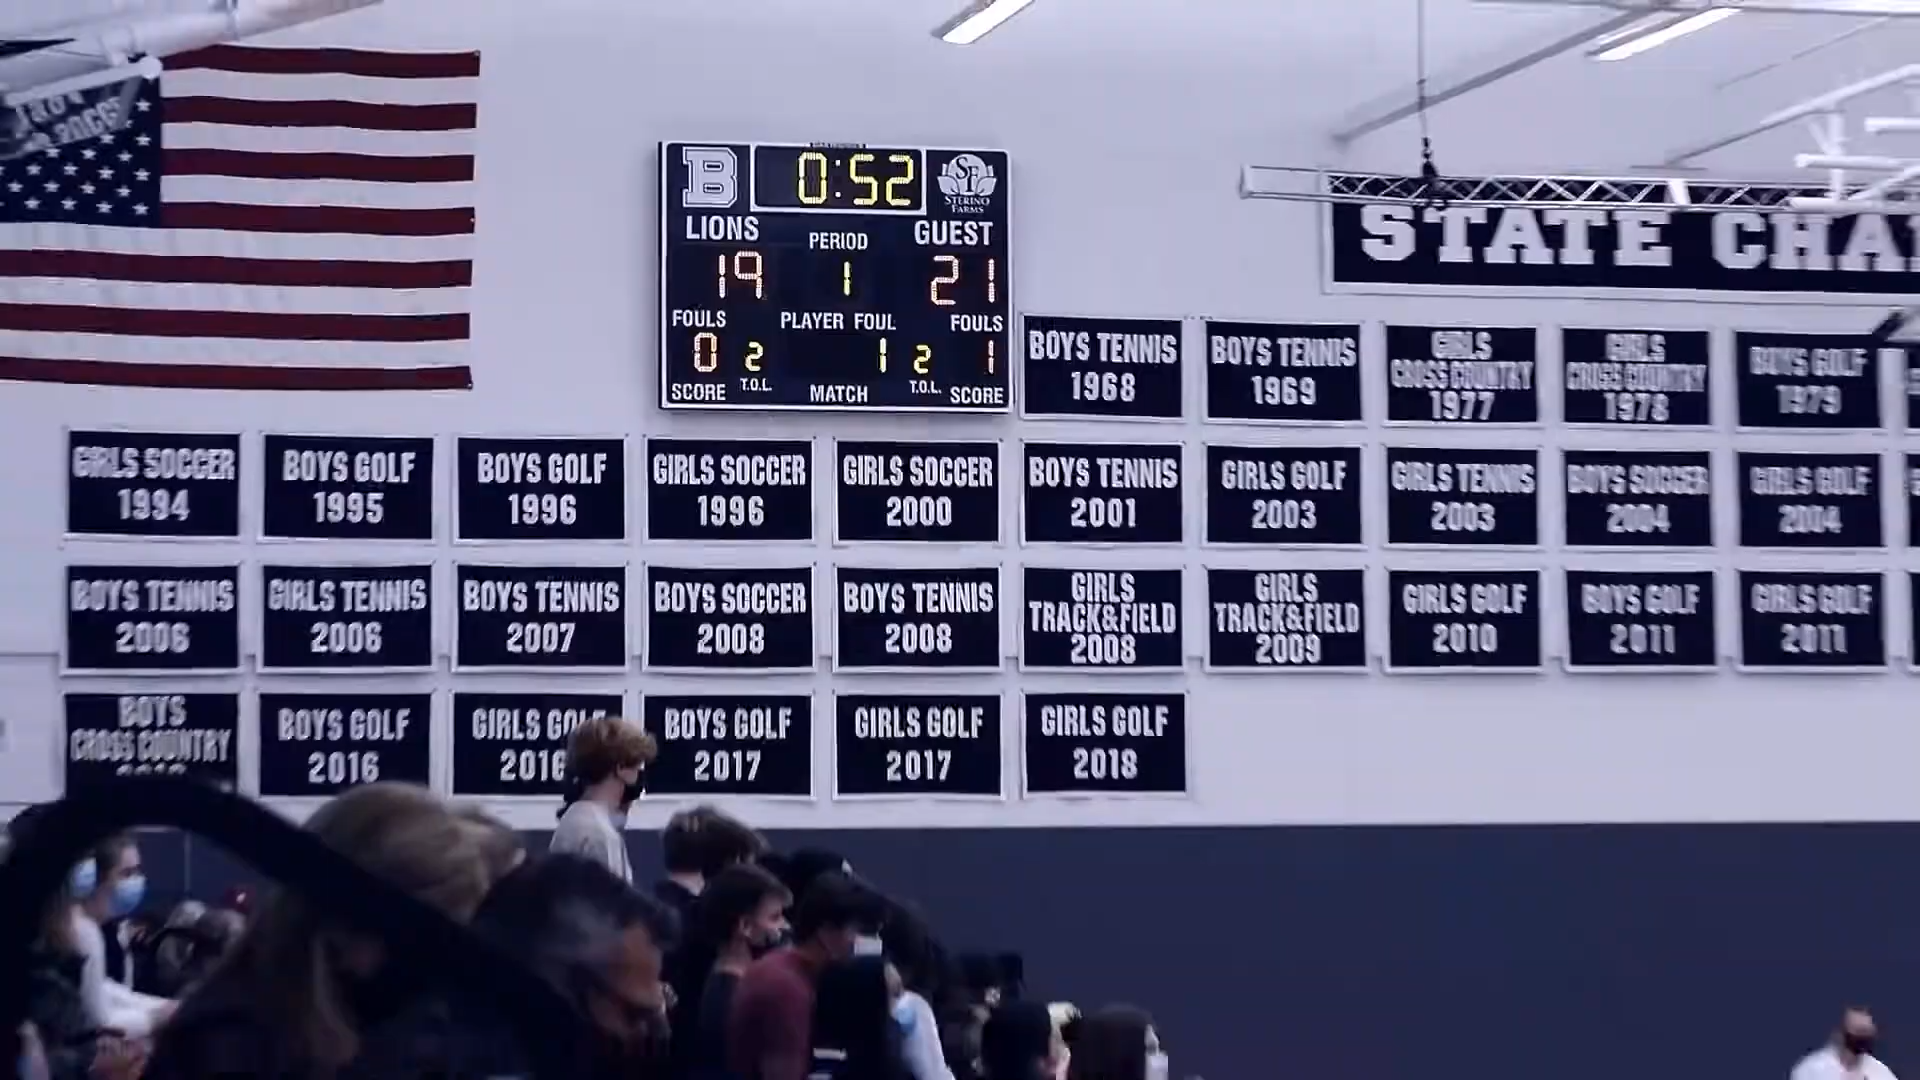 STATE CHA
B
0:52
SF
STERINO
FARMS
LIONS
PERIOD
GUEST
19
1
21
FOULS
PLAYER FOUL
FOULS
0
2
1
2
1
SCORE
T.O.L.
MATCH
T.O.L.
SCORE
BOYS TENNIS
1968
BOYS TENNIS
1969
GIRLS
CROSS COUNTRY
1977
GIRLS
CROSS COUNTRY
1978
BOYS GOLF
1979
GIRLS SOCCER
1994
BOYS GOLF
1995
BOYS GOLF
1996
GIRLS SOCCER
1996
GIRLS SOCCER
2000
BOYS TENNIS
2001
GIRLS GOLF
2003
GIRLS TENNIS
2003
BOYS SOCCER
2004
GIRLS GOLF
2004
BOYS TENNIS
2006
GIRLS TENNIS
2006
BOYS TENNIS
2007
BOYS SOCCER
2008
BOYS TENNIS
2008
GIRLS
TRACK&FIELD
2008
GIRLS
TRACK&FIELD
2009
GIRLS GOLF
2010
BOYS GOLF
2011
GIRLS GOLF
2011
BOYS
CROSS COUNTRY
BOYS GOLF
2016
GIRLS GOLF
2016
BOYS GOLF
2017
GIRLS GOLF
2017
GIRLS GOLF
2018